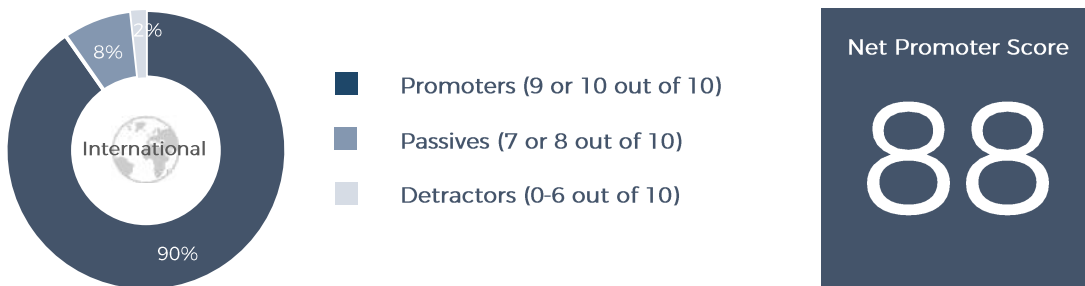 2%
8%
International
90%
Promoters (9 or 10 out of 10)
Passives (7 or 8 out of 10)
Detractors (0-6 out of 10)
Net Promoter Score
88